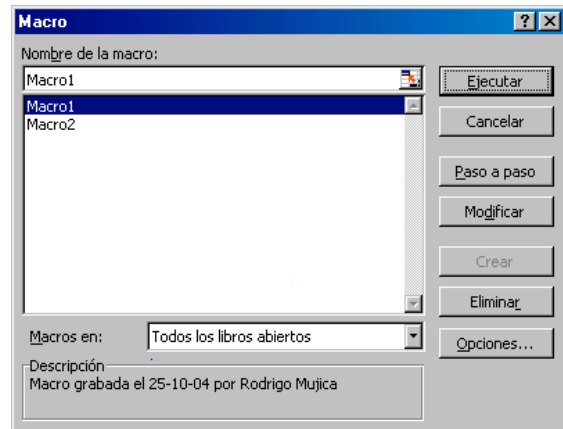 Macro
Nombre de la macro:
Macro1
Ejecutar
Macro1
Macro2
Cancelar
Paso a paso
Modificar
Crear
Eliminar
Macros en:
Todos los libros abiertos
Opciones...
Descripción
Macro grabada el 25-10-04 por Rodrigo Mujica